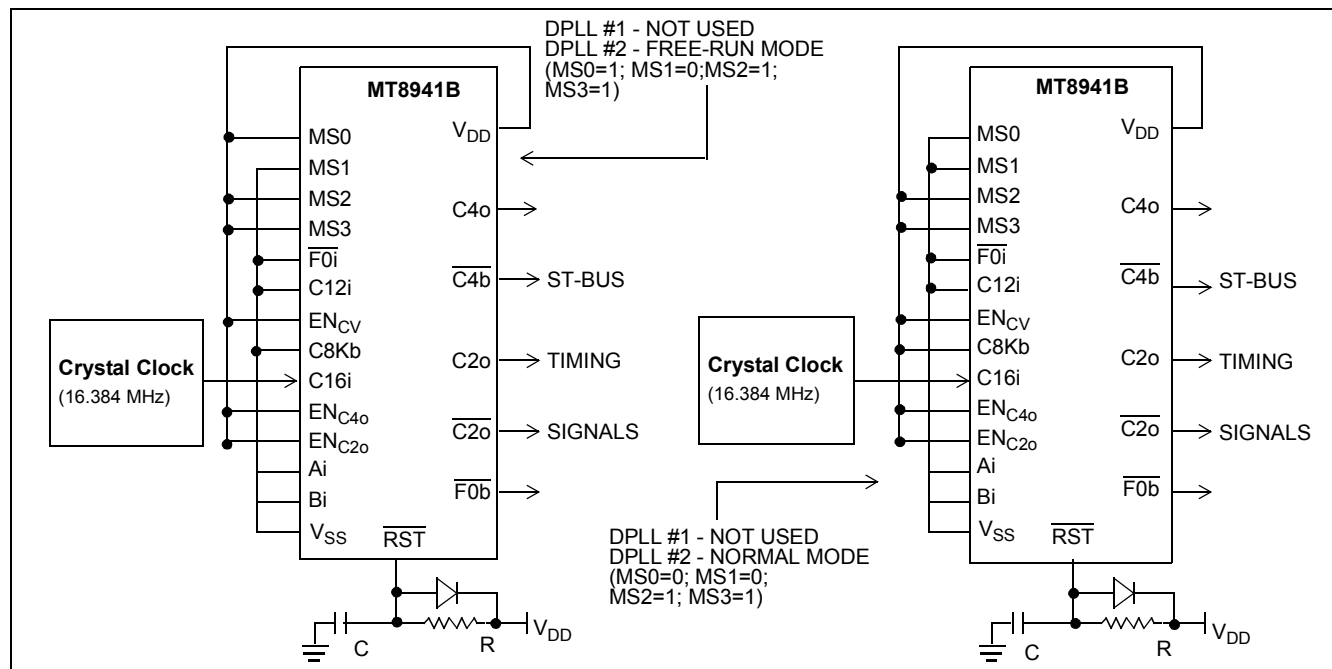 DPLL #1 - NOT USED
DPLL #2 - FREE-RUN MODE
(MS0=1; MS1=0;MS2=1;
MS3=1)
MT8941B
MS0
MS1
MS2
MS3
F0i
C12i
ENCV
C8Kb
C16i
ENC4o
ENC2o
Ai
Bi
VSS
RST
VDD
C4o
C4b
C2o
C2o
F0b
ST-BUS
TIMING
SIGNALS
Crystal Clock
(16.384 MHz)
C
R
VDD
MT8941B
MS0
MS1
MS2
MS3
F0i
C12i
ENCV
C8Kb
C16i
ENC4o
ENC2o
Ai
Bi
VSS
RST
VDD
C4o
C4b
C2o
C2o
F0b
ST-BUS
TIMING
SIGNALS
Crystal Clock
(16.384 MHz)
DPLL #1 - NOT USED
DPLL #2 - NORMAL MODE
(MS0=0; MS1=0;
MS2=1; MS3=1)
C
R
VDD